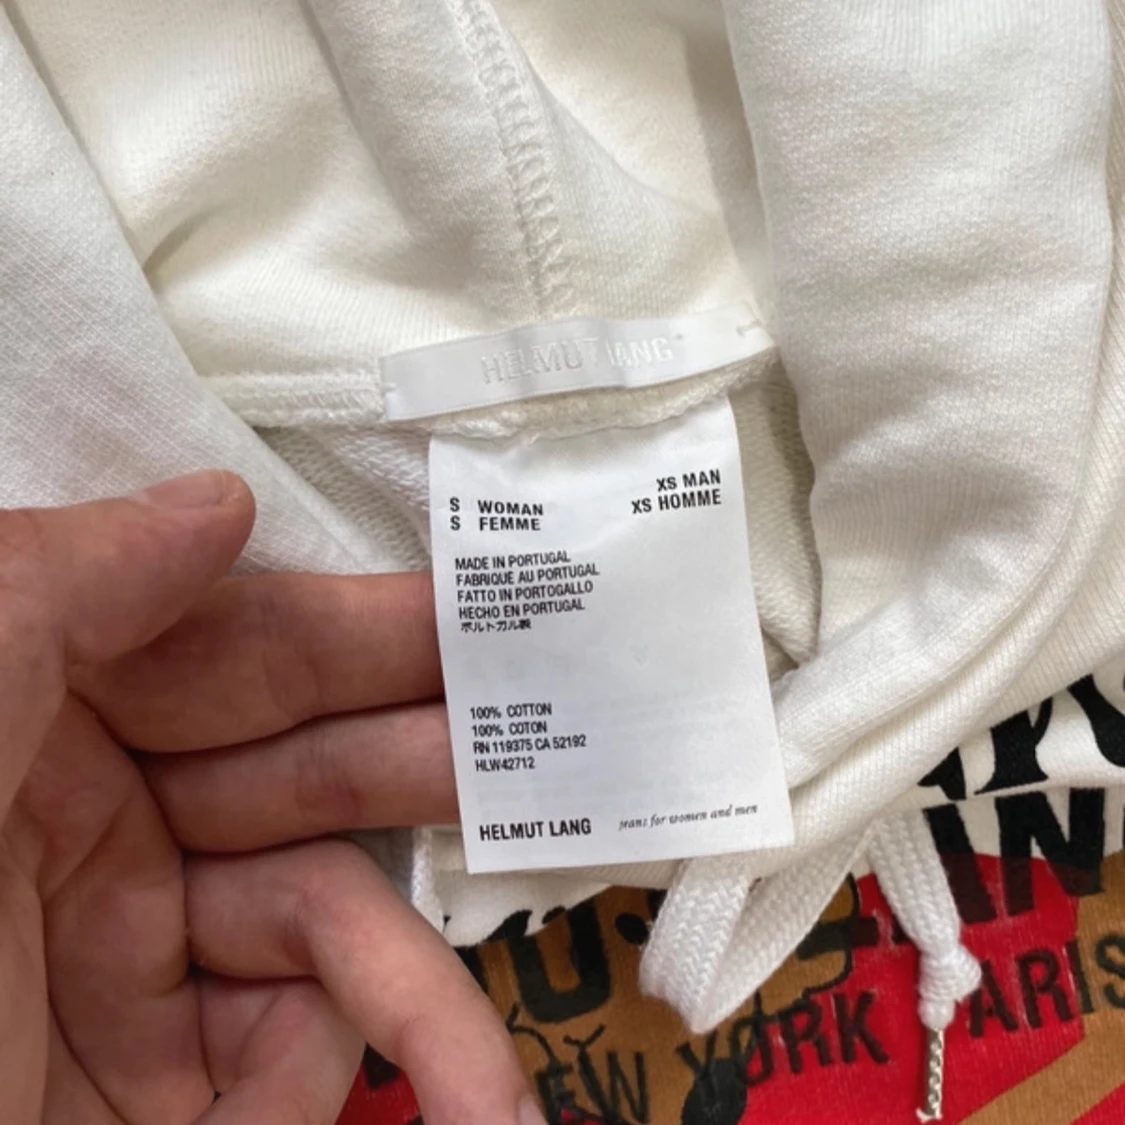 HELMUT LANG
S WOMAN
S FEMME
XS MAN
XS HOMME
MADE IN PORTUGAL
FABRIQUE AU PORTUGAL
FATTO IN PORTOGALLO
HECHO EN PORTUGAL
ポルトガル製
100% COTTON
100% COTON
RN 119375 CA 52192
HLW42712
HELMUT LANG jeans for women and men
NEW YORK PARIS